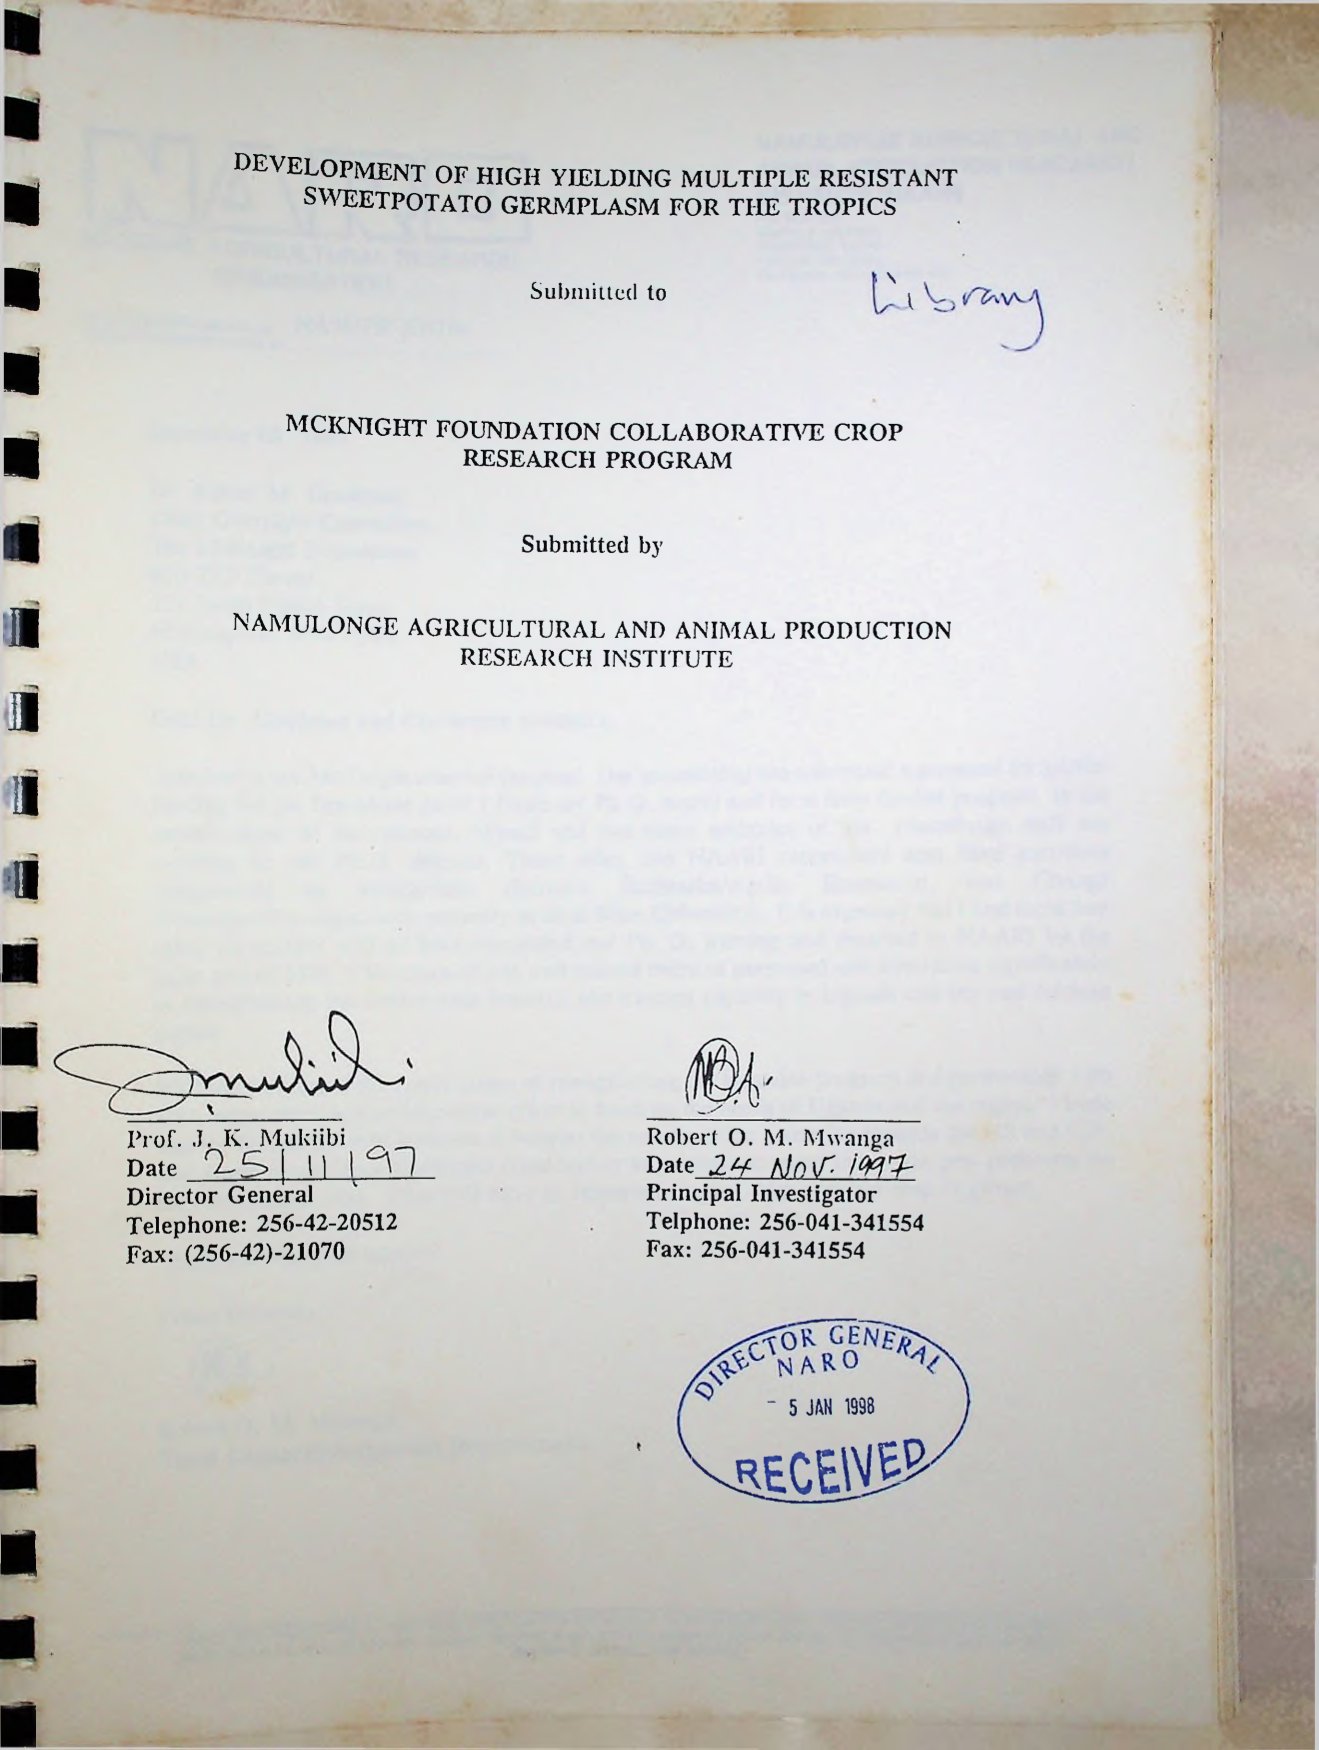 DEVELOPMENT OF HIGH YIELDING MULTIPLE RESISTANT
SWEETPOTATO GERMPLASM FOR THE TROPICS
Submitted to
Library
MCKNIGHT FOUNDATION COLLABORATIVE CROP
RESEARCH PROGRAM
Submitted by
NAMULONGE AGRICULTURAL AND ANIMAL PRODUCTION
RESEARCH INSTITUTE
Prof. J. K. Mukiibi
Date 25/11/97
Director General
Telephone: 256-42-20512
Fax: (256-42)-21070
Robert O. M. Mwanga
Date 24 Nov. 1997
Principal Investigator
Telphone: 256-041-341554
Fax: 256-041-341554
DIRECTOR GENERAL
NARO
- 5 JAN 1998
RECEIVED